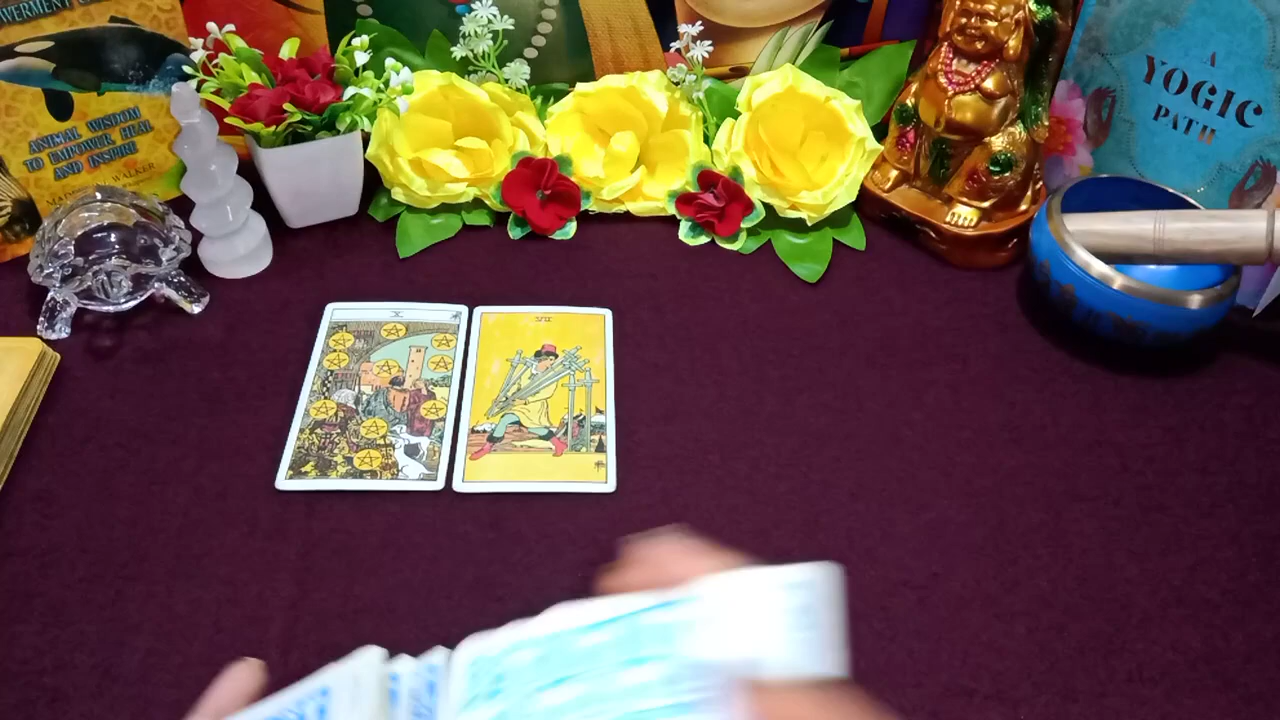 ANIMAL WISDOM
TO EMPOWER, HEAL
AND INSPIRE
WALKER
A
YOGIC
PATH
X
VII